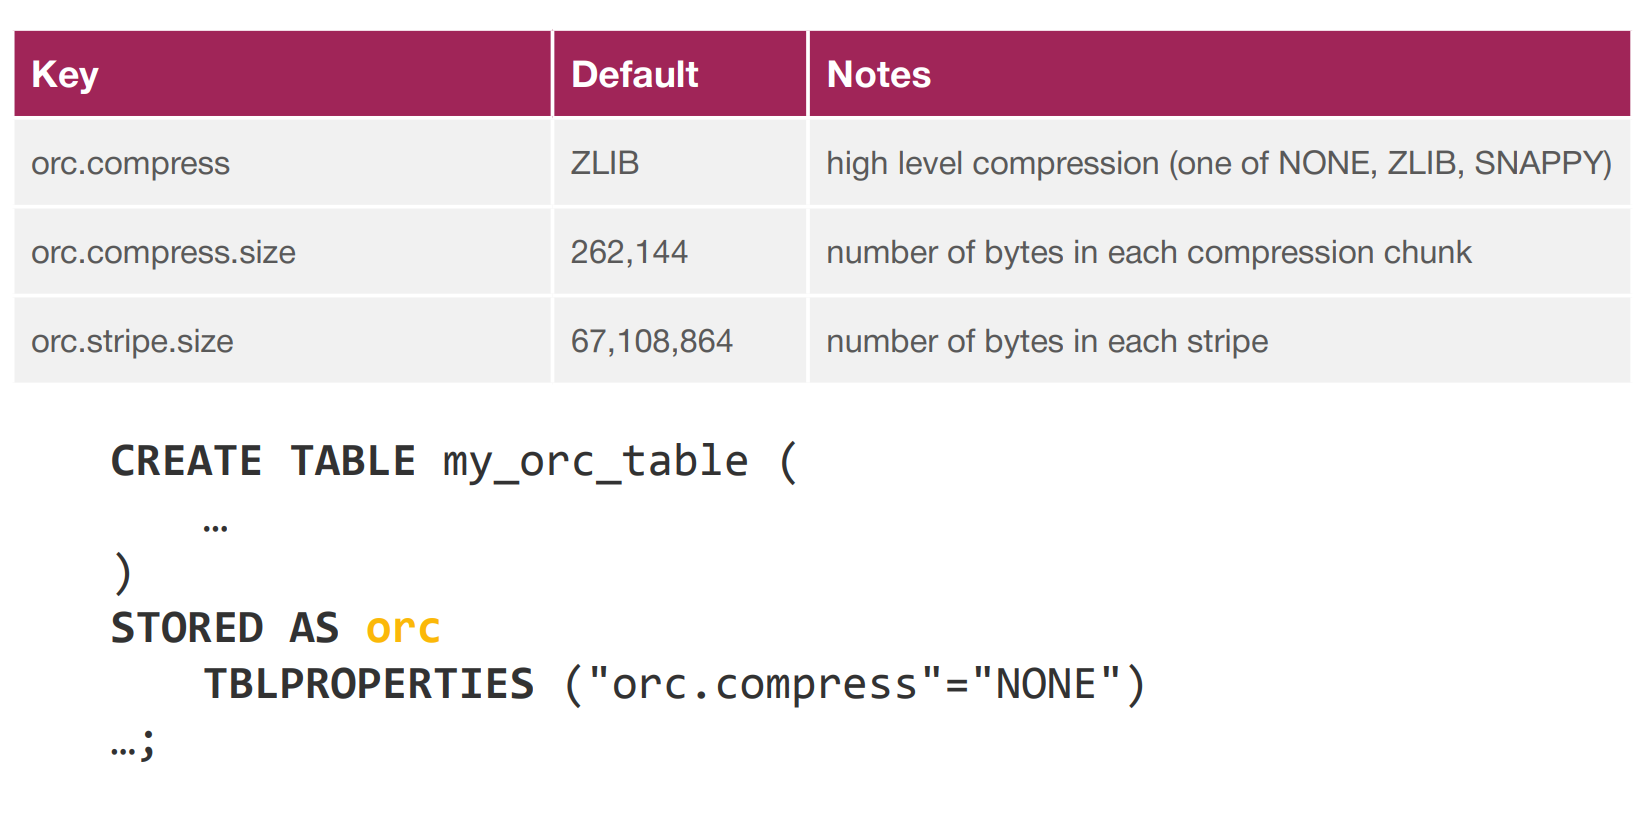 Key Default Notes
orc.compress ZLIB high level compression (one of NONE, ZLIB, SNAPPY)
orc.compress.size 262,144 number of bytes in each compression chunk
orc.stripe.size 67,108,864 number of bytes in each stripe
CREATE TABLE my_orc_table (
…
)
STORED AS orc
TBLPROPERTIES ("orc.compress"="NONE")
…;